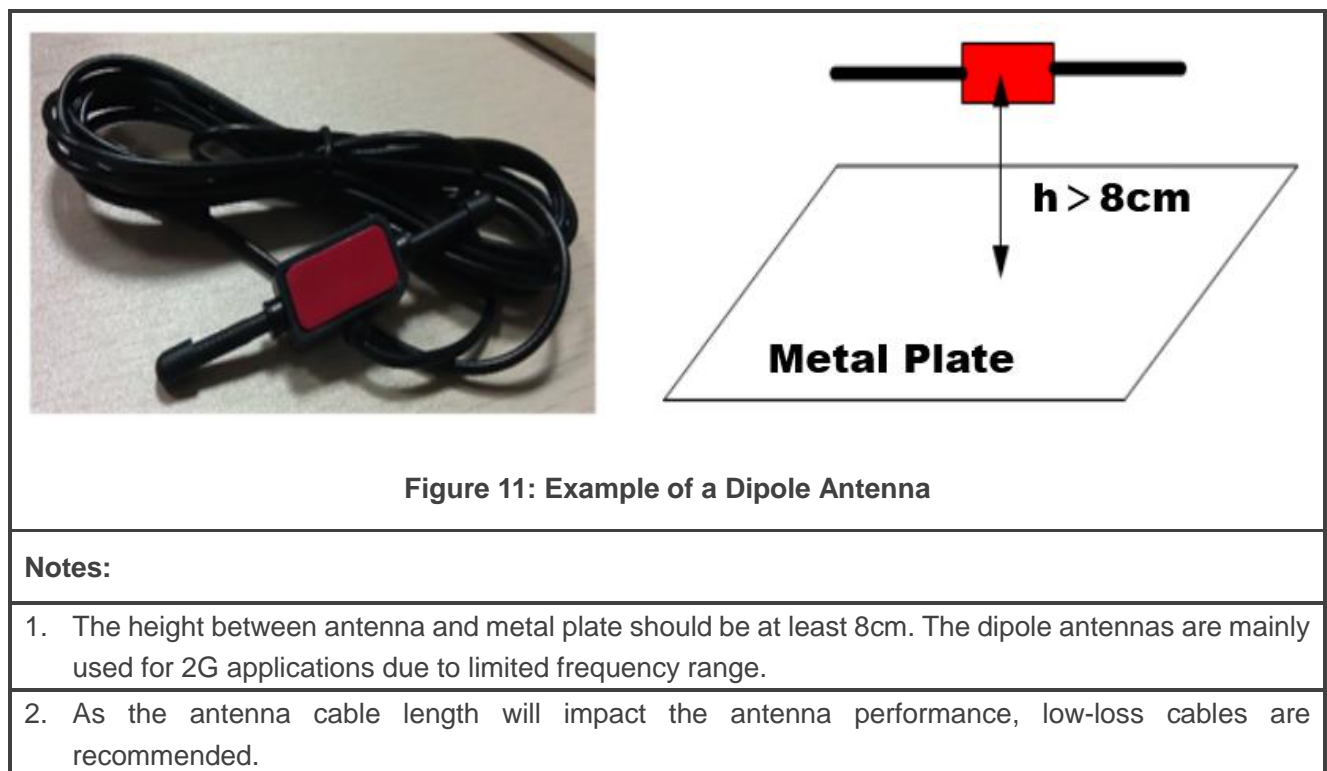 h > 8cm
Metal Plate
Figure 11: Example of a Dipole Antenna
Notes:
1. The height between antenna and metal plate should be at least 8cm. The dipole antennas are mainly
used for 2G applications due to limited frequency range.
2. As the antenna cable length will impact the antenna performance, low-loss cables are
recommended.